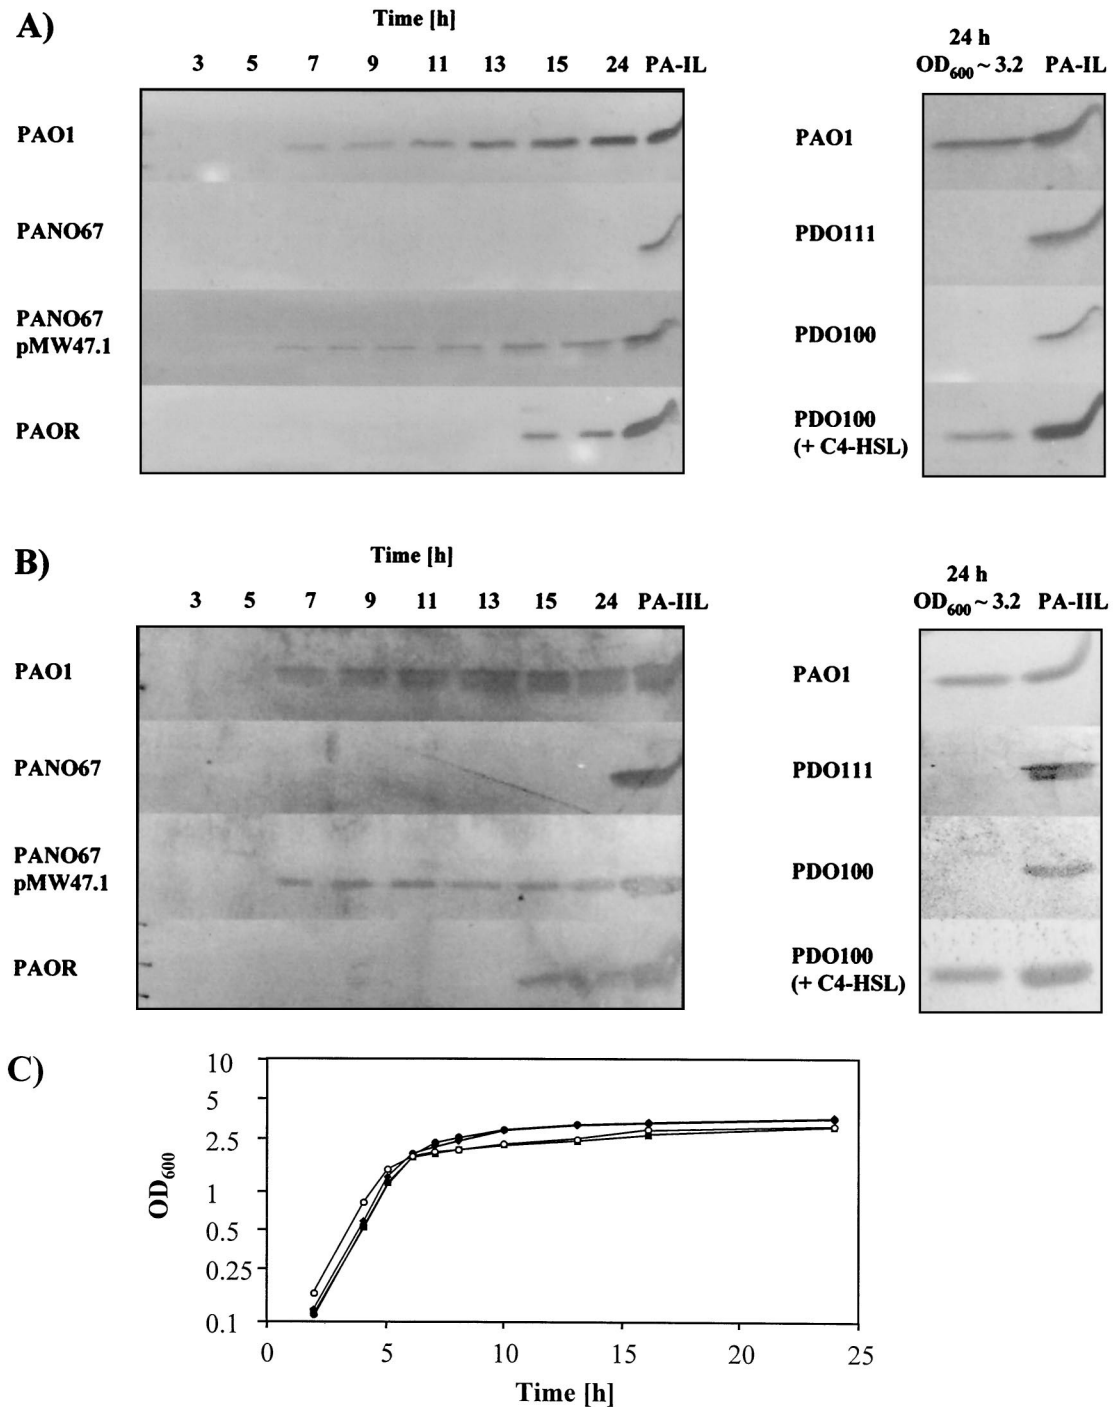 A)
Time [h]
3 5 7 9 11 13 15 24 PA-IL
PAO1
PANO67
PANO67
pMW47.1
PAOR
24 h
OD600 ~ 3.2 PA-IL
PAO1
PDO111
PDO100
PDO100
(+ C4-HSL)
B)
Time [h]
3 5 7 9 11 13 15 24 PA-IIL
PAO1
PANO67
PANO67
pMW47.1
PAOR
24 h
OD600 ~ 3.2 PA-IIL
PAO1
PDO111
PDO100
PDO100
(+ C4-HSL)
C)
OD600
10
5
2.5
1
0.5
0.25
0.1
0 5 10 15 20 25
Time [h]